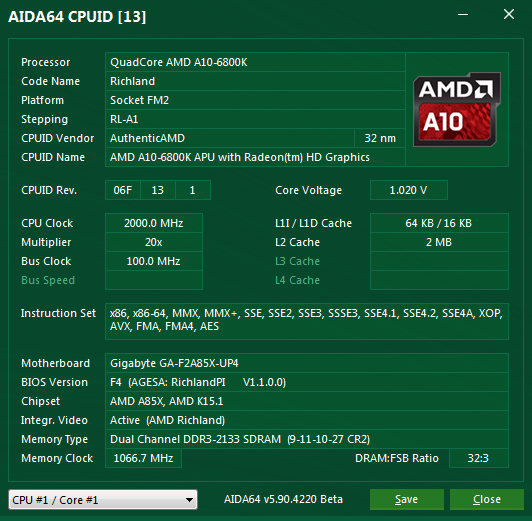 AIDA64 CPUID [13]
Processor QuadCore AMD A10-6800K
Code Name Richland
Platform Socket FM2
Stepping RL-A1
CPUID Vendor AuthenticAMD 32 nm
CPUID Name AMD A10-6800K APU with Radeon(tm) HD Graphics
AMD
A10
CPUID Rev. 06F 13 1 Core Voltage 1.020 V
CPU Clock 2000.0 MHz L1I / L1D Cache 64 KB / 16 KB
Multiplier 20x L2 Cache 2 MB
Bus Clock 100.0 MHz L3 Cache
Bus Speed L4 Cache
Instruction Set x86, x86-64, MMX, MMX+, SSE, SSE2, SSE3, SSSE3, SSE4.1, SSE4.2, SSE4A, XOP,
AVX, FMA, FMA4, AES
Motherboard Gigabyte GA-F2A85X-UP4
BIOS Version F4 (AGESA: RichlandPI V1.1.0.0)
Chipset AMD A85X, AMD K15.1
Integr. Video Active (AMD Richland)
Memory Type Dual Channel DDR3-2133 SDRAM (9-11-10-27 CR2)
Memory Clock 1066.7 MHz DRAM:FSB Ratio 32:3
CPU #1 / Core #1 AIDA64 v5.90.4220 Beta Save Close